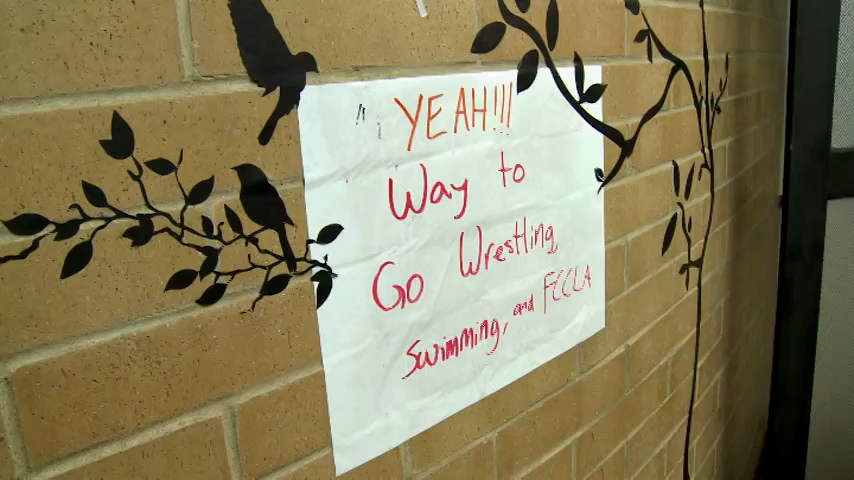 YEAH!!!
Way to
Go Wrestling,
Swimming, and FCCLA